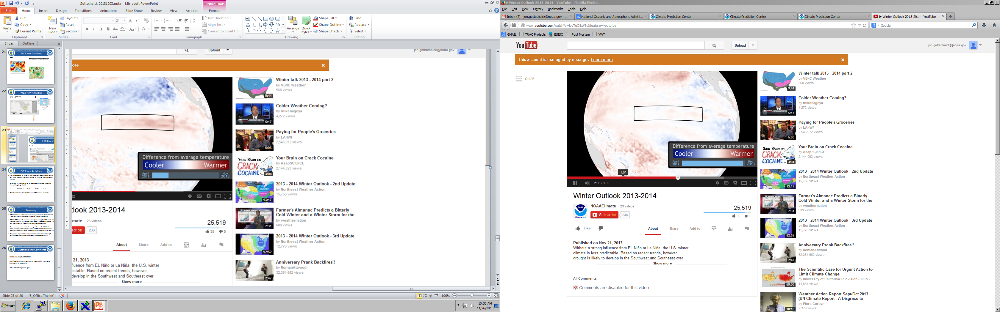 Gottschalck-20131203.pptx - Microsoft PowerPoint
Picture Tools
File
Home
Insert
Design
Transitions
Animations
Slide Show
Review
View
Acrobat
Format
Paste
Cut
Copy
Format Painter
Clipboard
New
Slide
Layout
Reset
Section
Slides
24
Font
Text Direction
Align Text
Convert to SmartArt
Paragraph
Arrange
Quick
Styles
Shape Fill
Shape Outline
Shape Effects
Drawing
Find
Replace
Select
Editing
Slides
Outline
21
FY13 New Activities
22
FY13 New Activities
23
FY13 New
24
FY13 New Activities
25
Summary
26
Questions and Comments
Thank you for your attention
Jon.Gottschalck@noaa.gov
Upload
jon.gottschalck@noaa.gov
ore
Difference from average temperature
Cooler
Warmer
April
2012
Nov
2013
32
tlook 2013-2014
mate · 23 videos
scribe
238
25,519
35
5
About
Share
Add to
21, 2013
fluence from EL Niño or La Niña, the U.S. winter
dictable. Based on recent trends, however,
develop in the Southwest and Southeast over
Show more
Winter talk 2013 - 2014 part 2
by VBNC Weather
568 views
9:44
Colder Weather Coming?
by mikenagoya
4,272 views
5:17
Paying for People's Groceries
by LAHWF
2,546,972 views
5:08
Your Brain on Crack Cocaine
by AsapSCIENCE
2,144,093 views
YOUR BRAIN ON
CRACK
COCAINE
3:04
2013 - 2014 Winter Outlook - 2nd Update
by Northeast Weather Action
15,756 views
13:17
Farmer's Almanac Predicts a Bitterly
Cold Winter and a Winter Storm for the
by weathernation
609 views
2:31
2013 - 2014 Winter Outlook - 3rd Update
by Northeast Weather Action
12,776 views
12:52
Anniversary Prank Backfires!!
by RomanAtwood
32,364,662 views
2:47
Slide 23 of 26
"6_Office Theme"
106%
Start
10:30 AM
11/26/2013
Winter Outlook 2013-2014 - YouTube - Mozilla Firefox
File
Edit
View
History
Bookmarks
Tools
Help
Inbox (7) - jon.gottschalck@noaa.gov - ...
National Oceanic and Atmospheric Admini...
Climate Prediction Center
Climate Prediction Center
Climate Prediction Center
Winter Outlook 2013-2014 - YouTube
www.youtube.com/watch?v=jbyTgOjkW6c&feature=youtu.be
Google
GMAIL
TRAC Projects
BSISO
Post Mortem
VWT
YouTube
Upload
jon.gottschalck@noaa.gov
This account is managed by noaa.gov Learn more
GUIDE
Difference from average temperature
Cooler
Warmer
April
2012
Nov
2013
1:01
2:03 / 3:32
Winter Outlook 2013-2014
NOAA
Climate.gov
NOAAClimate · 23 videos
Subscribe
238
25,519
35
5
Like
About
Share
Add to
Published on Nov 21, 2013
Without a strong influence from EL Niño or La Niña, the U.S. winter
climate is less predictable. Based on recent trends, however,
drought is likely to develop in the Southwest and Southeast over
Show more
All Comments
Comments are disabled for this video.
Winter talk 2013 - 2014 part 2
by VBNC Weather
568 views
9:44
Colder Weather Coming?
by mikenagoya
4,272 views
5:17
Paying for People's Groceries
by LAHWF
2,546,972 views
5:08
Your Brain on Crack Cocaine
by AsapSCIENCE
2,144,093 views
YOUR BRAIN ON
CRACK
COCAINE
3:04
2013 - 2014 Winter Outlook - 2nd Update
by Northeast Weather Action
15,756 views
13:17
Farmer's Almanac Predicts a Bitterly
Cold Winter and a Winter Storm for the
by weathernation
609 views
2:31
2013 - 2014 Winter Outlook - 3rd Update
by Northeast Weather Action
12,776 views
12:52
Anniversary Prank Backfires!!
by RomanAtwood
32,364,662 views
2:47
The Scientific Case for Urgent Action to
Limit Climate Change
by University of California Television (UCTV)
14,654 views
59:00
Weather Action Report Sept/Oct 2013
(UN Climate Report - A Disgrace to
by Piers Corbyn
2,379 views
10:18